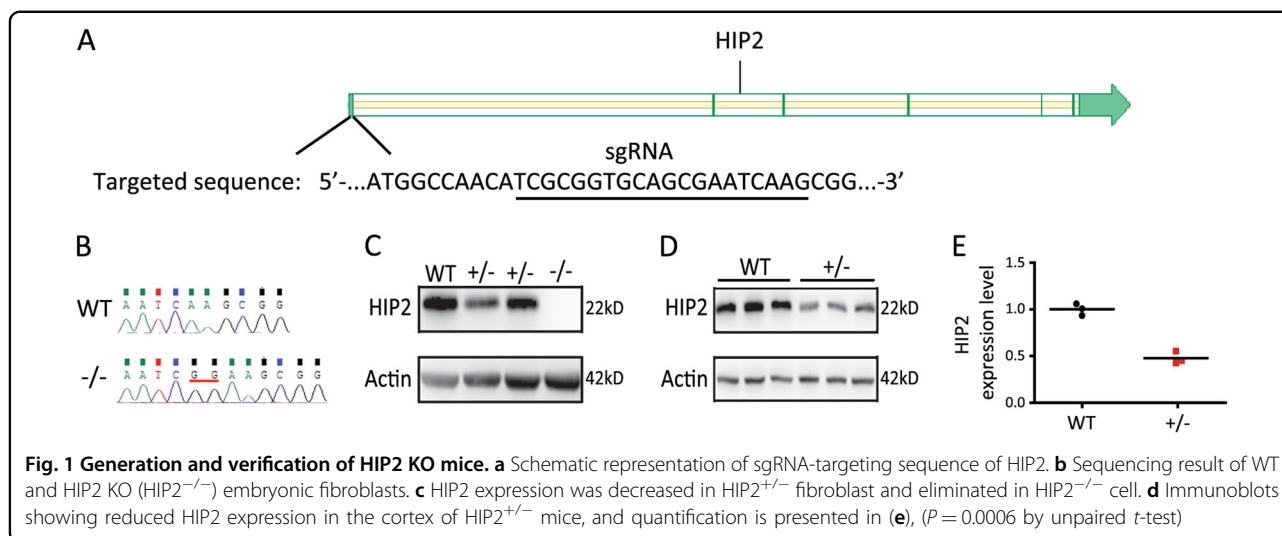 A
HIP2
sgRNA
Targeted sequence: 5’-...ATGGCCAACATCGCGGTGCAGCGAATCAAGCGG...-3’
B
WT
A A T C A A G C G G
-/-
A A T C G G A A G C G G
C
WT +/- +/- -/-
HIP2 22kD
Actin 42kD
D
WT +/-
HIP2 22kD
Actin 42kD
E
HIP2
expression level
1.5
1.0
0.5
0.0
WT +/-
Fig. 1 Generation and verification of HIP2 KO mice. a Schematic representation of sgRNA-targeting sequence of HIP2. b Sequencing result of WT
and HIP2 KO (HIP2−/−) embryonic fibroblasts. c HIP2 expression was decreased in HIP2+/− fibroblast and eliminated in HIP2−/− cell. d Immunoblots
showing reduced HIP2 expression in the cortex of HIP2+/− mice, and quantification is presented in (e), (P = 0.0006 by unpaired t-test)